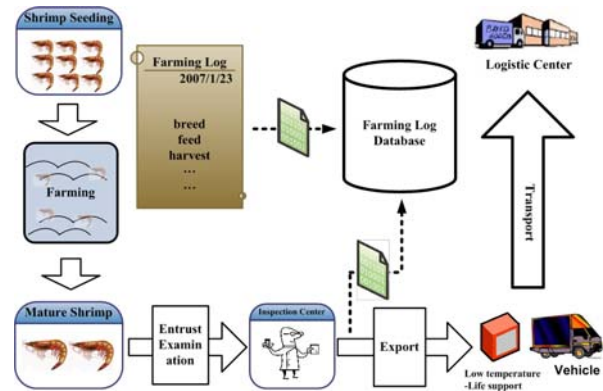 Shrimp Seeding
Farming Log
2007/1/23
breed
feed
harvest
...
...
Farming Log
Database
Logistic Center
Farming
Transport
Mature Shrimp
Entrust
Examin
ation
Inspection Center
Export
Low temperature
-Life support
Vehicle